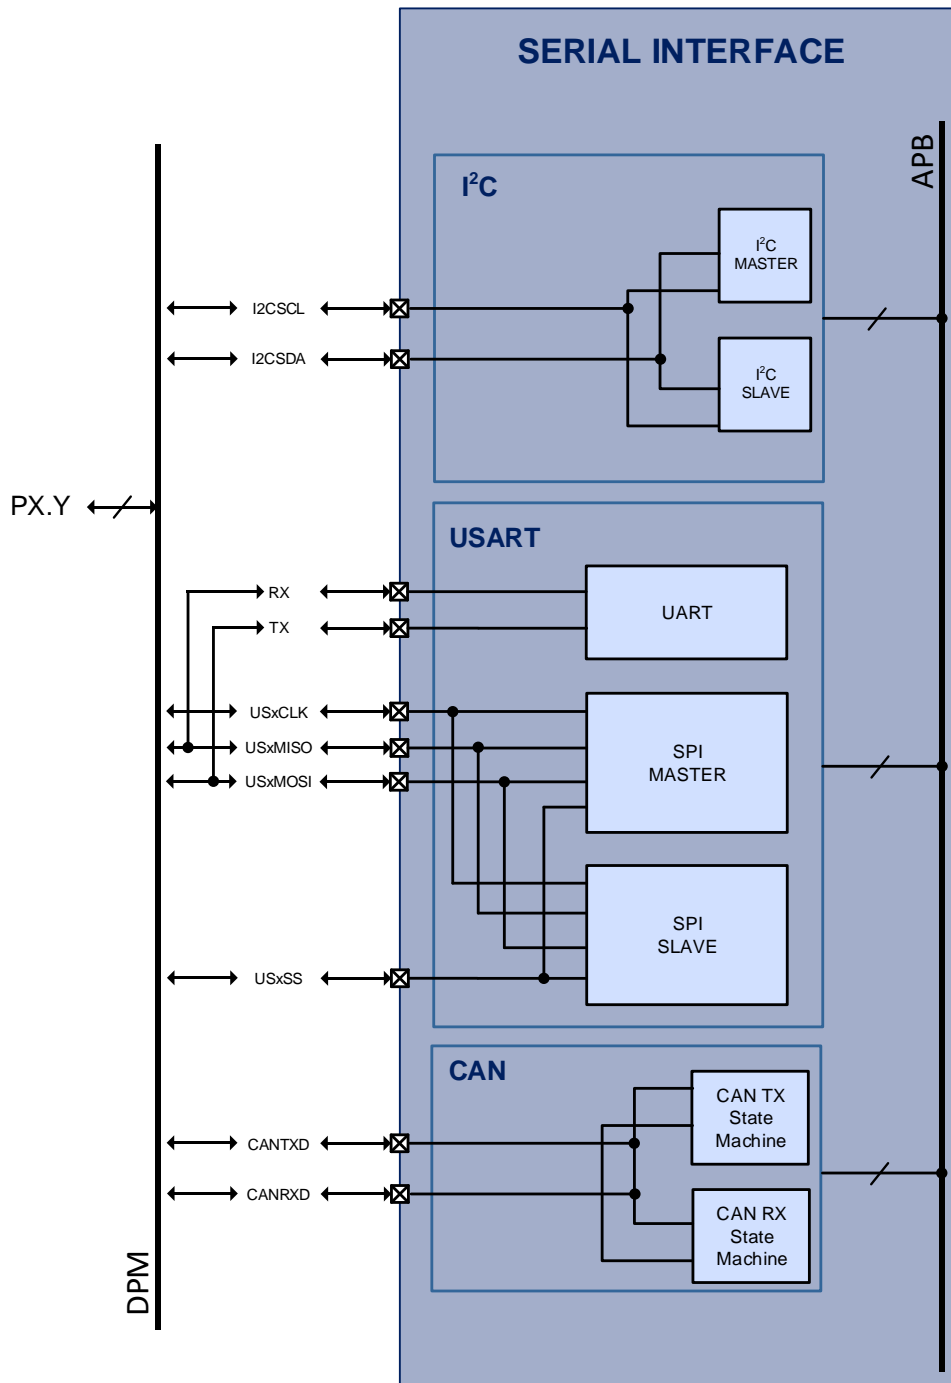 SERIAL INTERFACE
APB
I²C
I²C
MASTER
I2CSCL
I2CSDA
I²C
SLAVE
PX.Y
USART
RX
TX
UART
USxCLK
USxMISO
USxMOSI
SPI
MASTER
SPI
SLAVE
USxSS
CAN
CAN TX
State
Machine
CANTXD
CANRXD
CAN RX
State
Machine
DPM